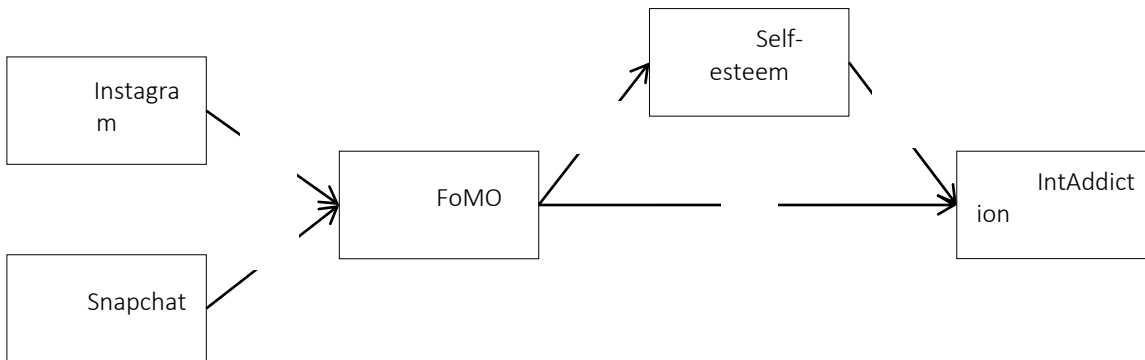 Instagra
m
Snapchat
FoMO
Self-
esteem
IntAddict
ion